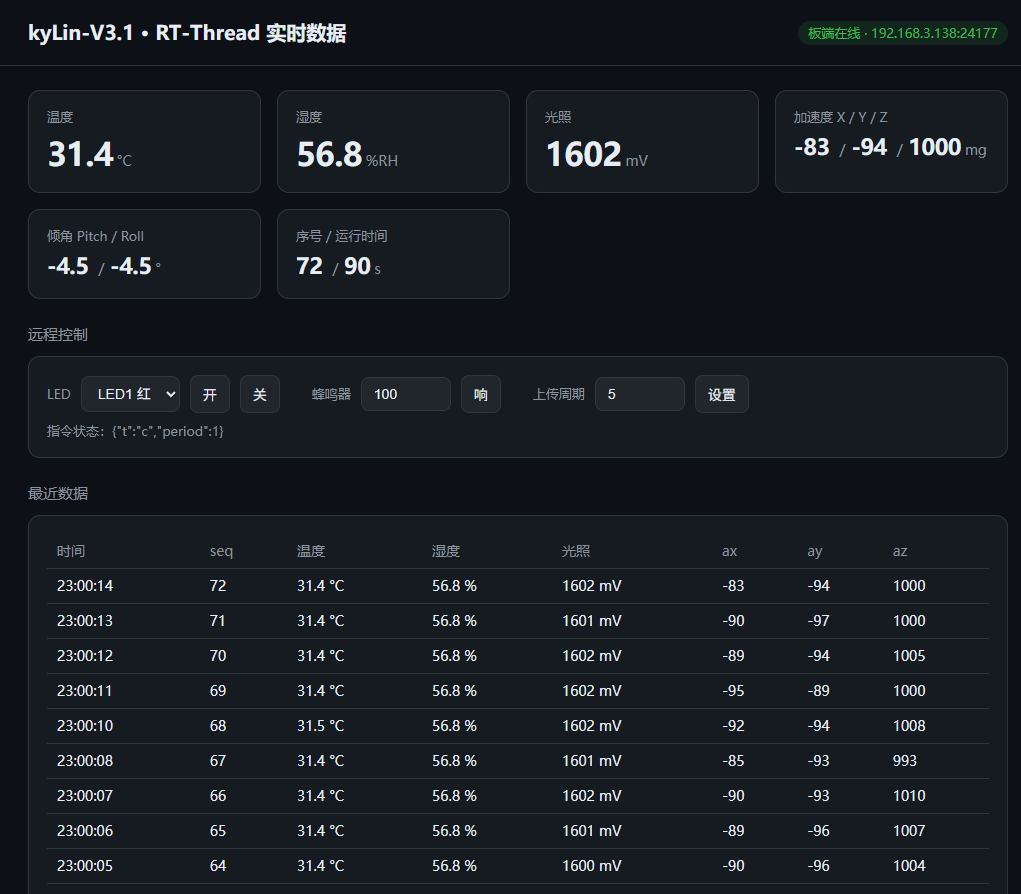 kyLin-V3.1 • RT-Thread 实时数据
板端在线 · 192.168.3.138:24177
温度
31.4 °C
湿度
56.8 %RH
光照
1602 mV
加速度 X / Y / Z
-83 / -94 / 1000 mg
倾角 Pitch / Roll
-4.5 / -4.5 °
序号 / 运行时间
72 / 90 s
远程控制
LED LED1 红 开 关 蜂鸣器 100 响 上传周期 5 设置
指令状态: {"t":"c","period":1}
最近数据
时间 seq 温度 湿度 光照 ax ay az
23:00:14 72 31.4 °C 56.8 % 1602 mV -83 -94 1000
23:00:13 71 31.4 °C 56.8 % 1601 mV -90 -97 1000
23:00:12 70 31.4 °C 56.8 % 1602 mV -89 -94 1005
23:00:11 69 31.4 °C 56.8 % 1602 mV -95 -89 1000
23:00:10 68 31.5 °C 56.8 % 1602 mV -92 -94 1008
23:00:08 67 31.4 °C 56.8 % 1601 mV -85 -93 993
23:00:07 66 31.4 °C 56.8 % 1602 mV -90 -93 1010
23:00:06 65 31.4 °C 56.8 % 1601 mV -89 -96 1007
23:00:05 64 31.4 °C 56.8 % 1600 mV -90 -96 1004